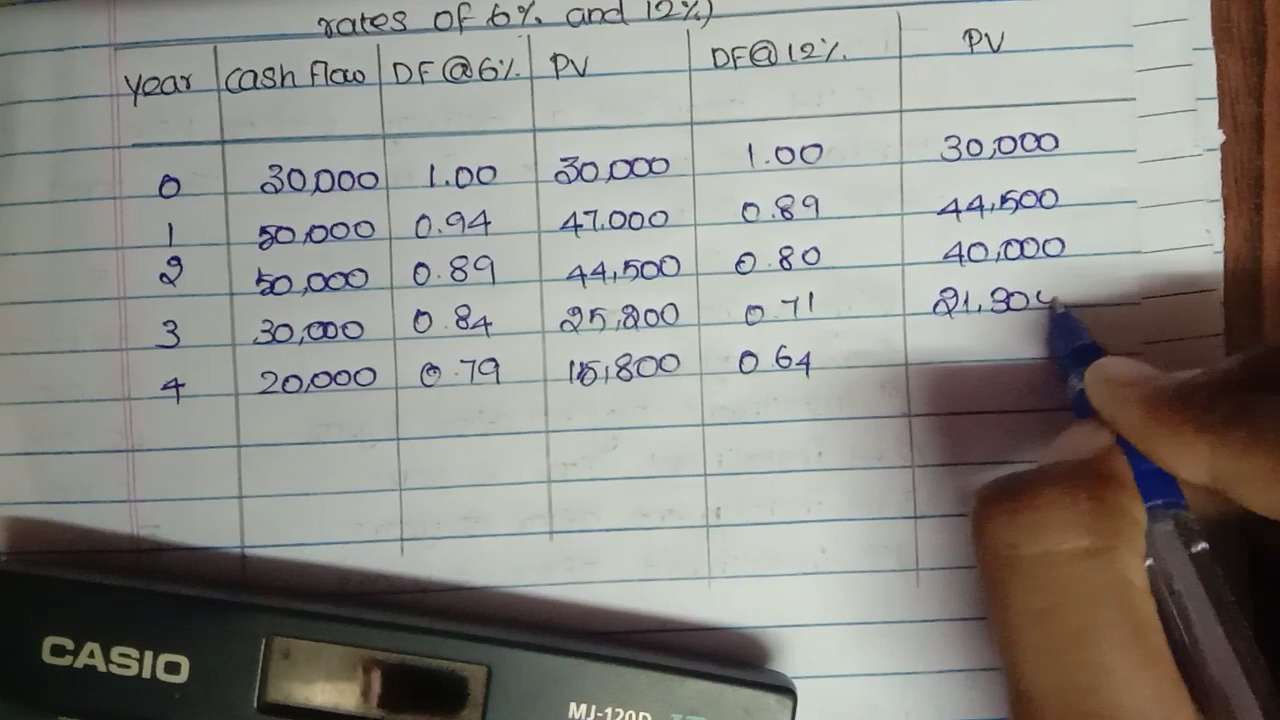 rates of 6% and 12%)
year cash flow DF@6% PV DF@12% PV
0 30,000 1.00 30,000 1.00 30,000
1 50,000 0.94 47.000 0.89 44,500
2 50,000 0.89 44,500 0.80 40,000
3 30,000 0.84 25,200 0.71
4 20,000 0.79 15,800 0.64
CASIO
MJ-120D